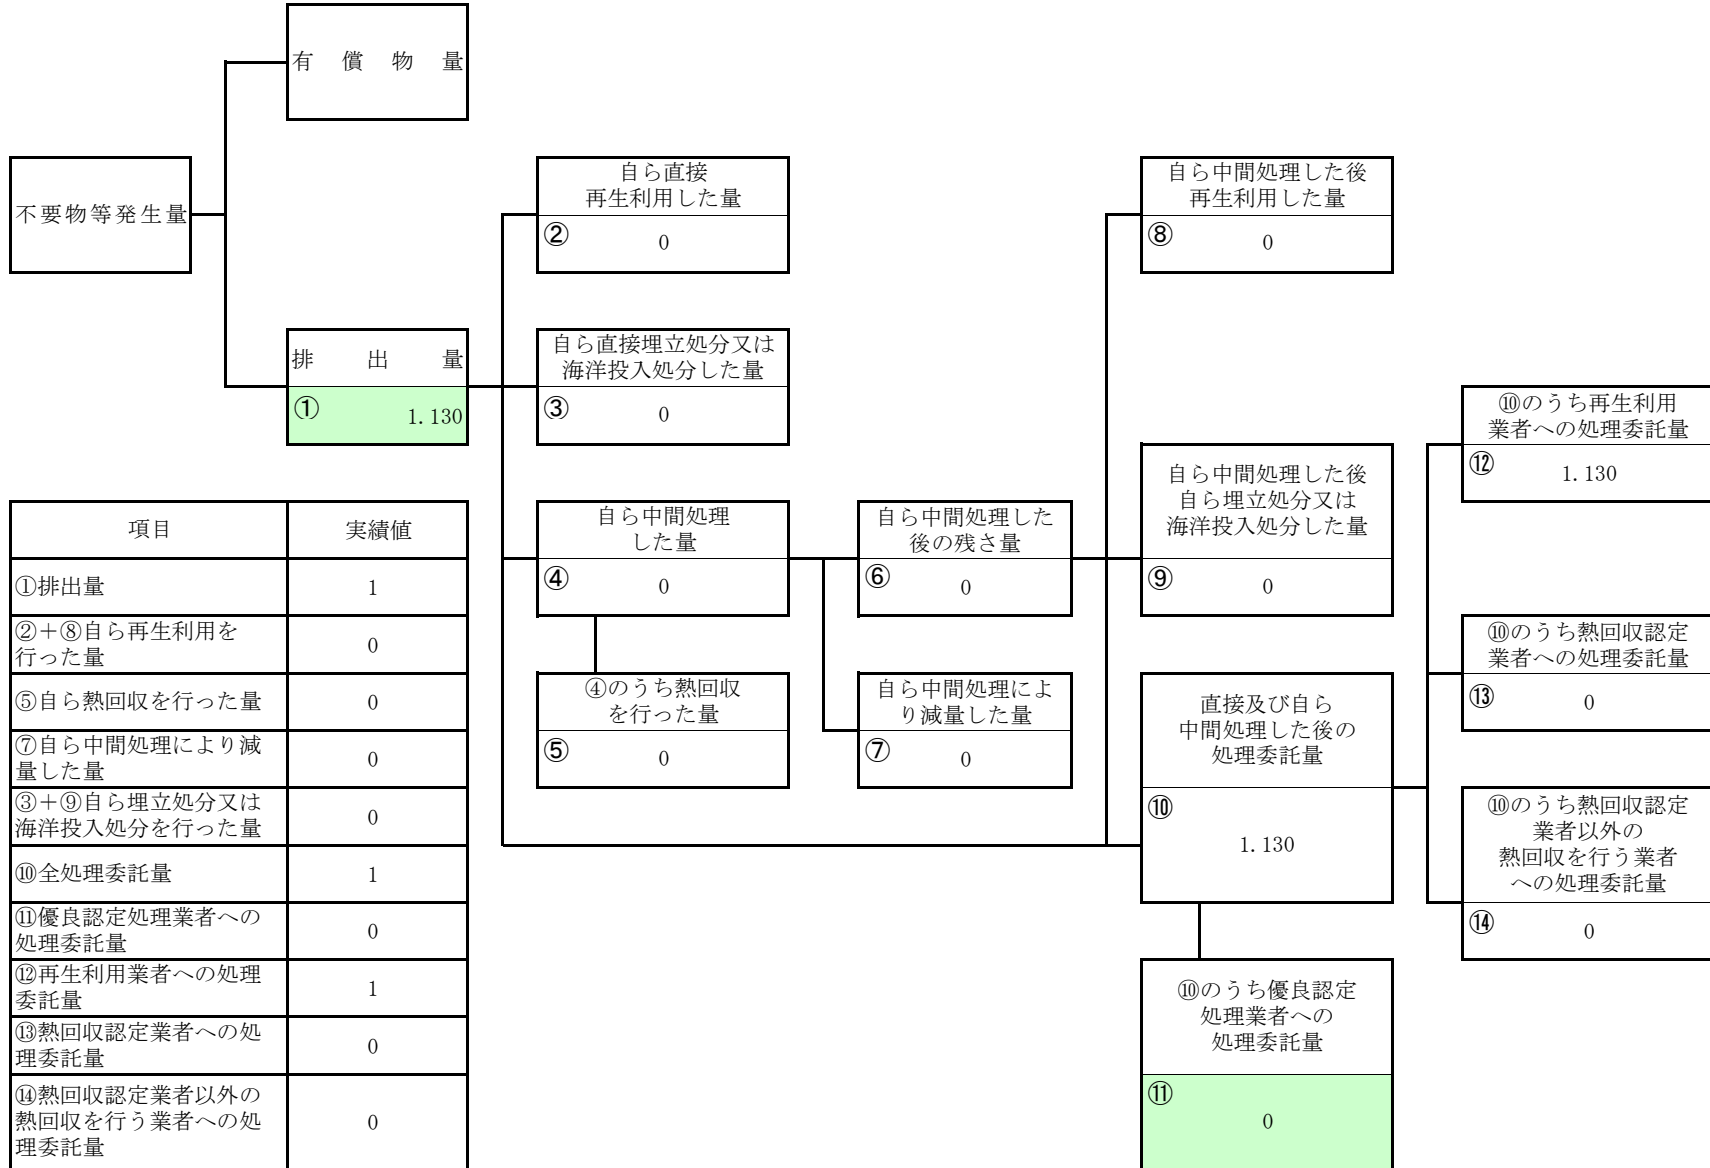 有償物量
不要物等発生量
排出量
①
1.130
自ら直接
再生利用した量
②
0
自ら直接埋立処分又は
海洋投入処分した量
③
0
自ら中間処理
した量
④
0
④のうち熱回収
を行った量
⑤
0
自ら中間処理した
後の残さ量
⑥
0
自ら中間処理によ
り減量した量
⑦
0
自ら中間処理した後
再生利用した量
⑧
0
自ら中間処理した後
自ら埋立処分又は
海洋投入処分した量
⑨
0
直接及び自ら
中間処理した後の
処理委託量
⑩
1.130
⑩のうち優良認定
処理業者への
処理委託量
⑪
0
⑩のうち再生利用
業者への処理委託量
⑫
1.130
⑩のうち熱回収認定
業者への処理委託量
⑬
0
⑩のうち熱回収認定
業者以外の
熱回収を行う業者
への処理委託量
⑭
0
項目 実績値
①排出量 1
②＋⑧自ら再生利用を
行った量 0
⑤自ら熱回収を行った量 0
⑦自ら中間処理により減
量した量 0
③＋⑨自ら埋立処分又は
海洋投入処分を行った量 0
⑩全処理委託量 1
⑪優良認定処理業者への
処理委託量 0
⑫再生利用業者への処理
委託量 1
⑬熱回収認定業者への処
理委託量 0
⑭熱回収認定業者以外の
熱回収を行う業者への処
理委託量 0